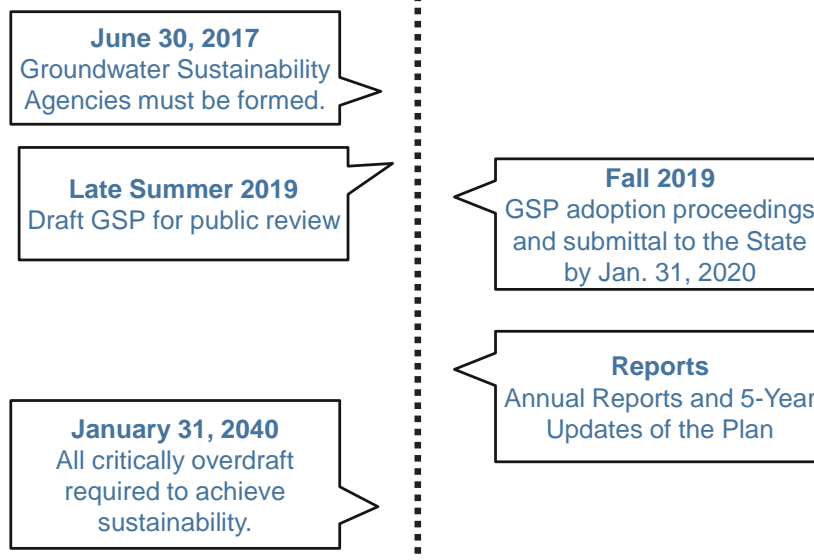 June 30, 2017
Groundwater Sustainability
Agencies must be formed.
Late Summer 2019
Draft GSP for public review
Fall 2019
GSP adoption proceedings
and submittal to the State
by Jan. 31, 2020
Reports
Annual Reports and 5-Year
Updates of the Plan
January 31, 2040
All critically overdraft
required to achieve
sustainability.